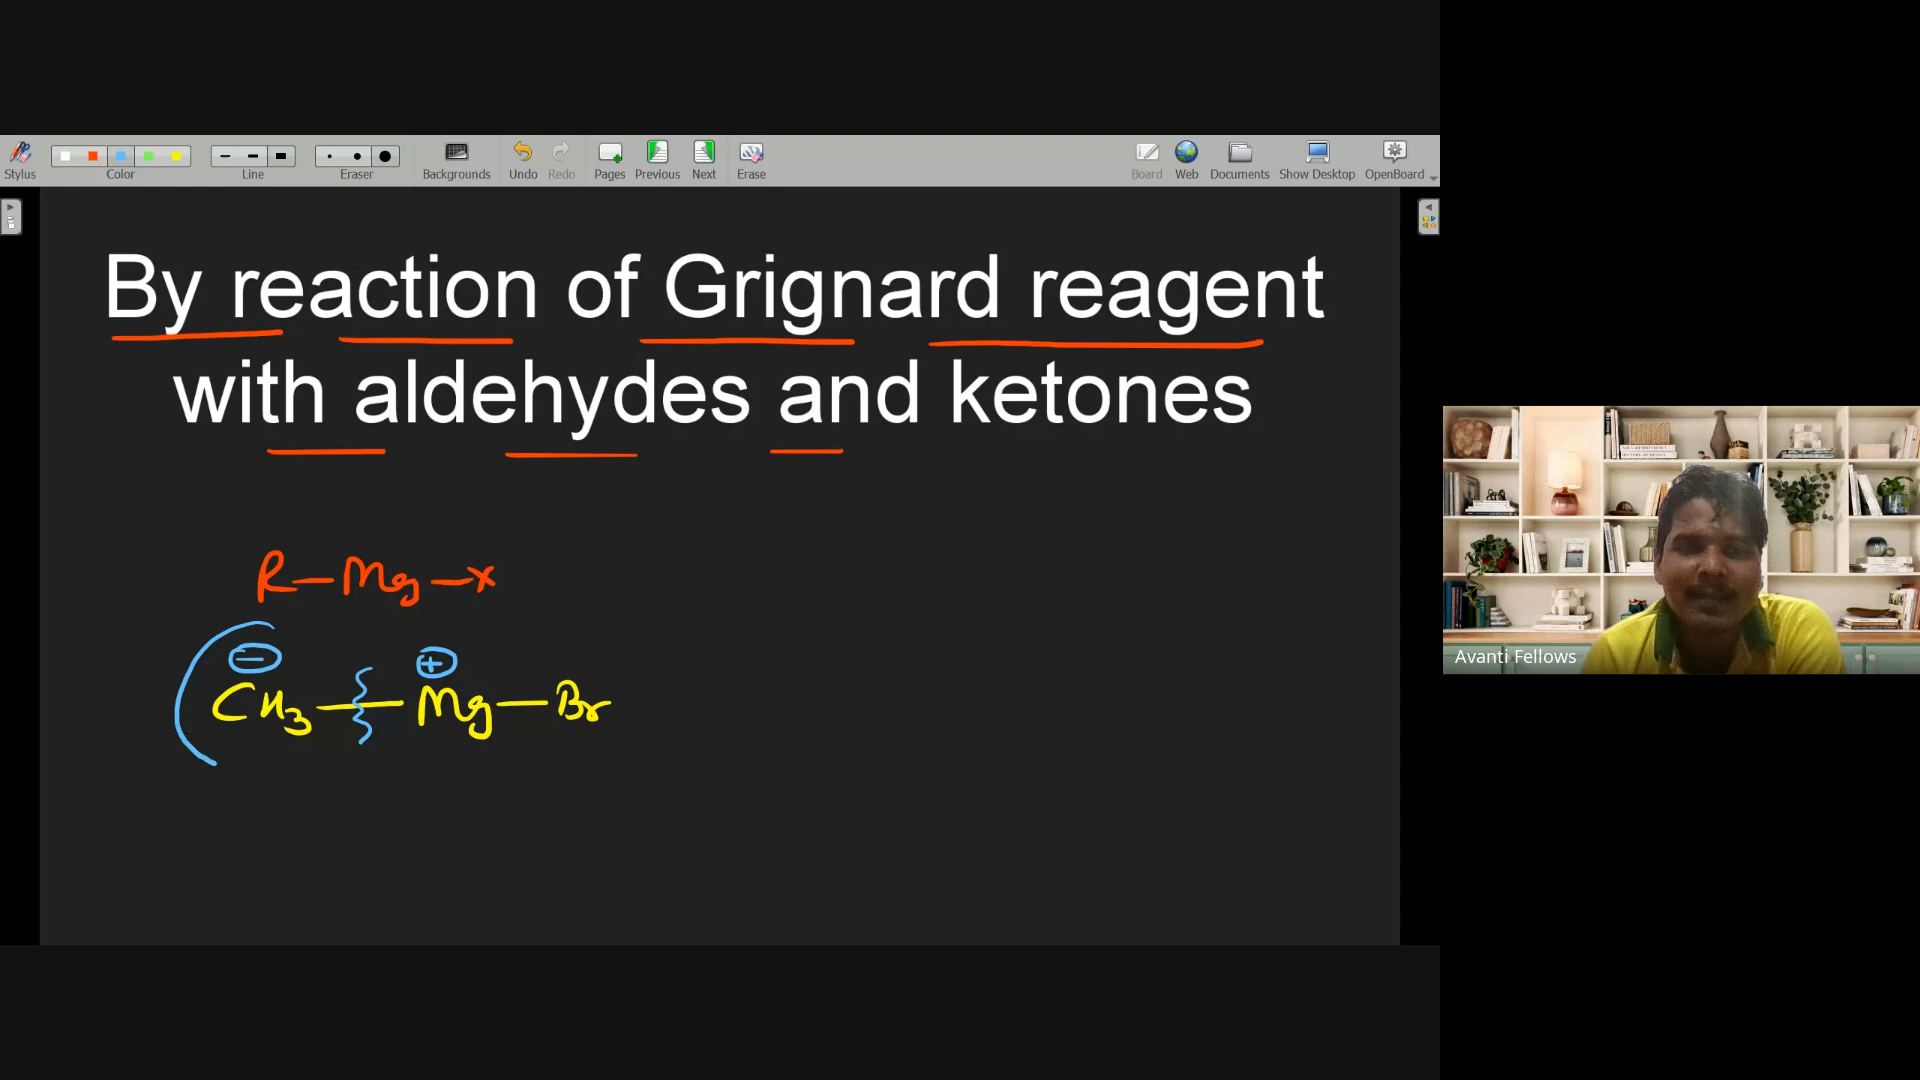 Stylus Color Line Eraser Backgrounds Undo Redo Pages Previous Next Erase Board Web Documents Show Desktop OpenBoard
By reaction of Grignard reagent
with aldehydes and ketones
R—Mg—x
⊖ ⊕
CH3—Mg—Br
Avanti Fellows